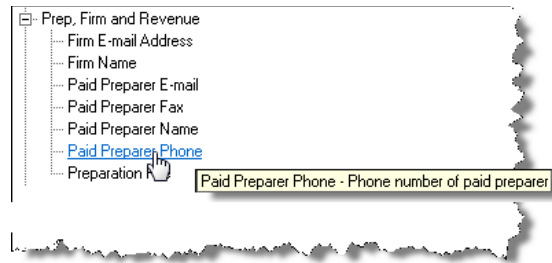 Prep, Firm and Revenue
Firm E-mail Address
Firm Name
Paid Preparer E-mail
Paid Preparer Fax
Paid Preparer Name
Paid Preparer Phone
Preparation
Paid Preparer Phone - Phone number of paid preparer